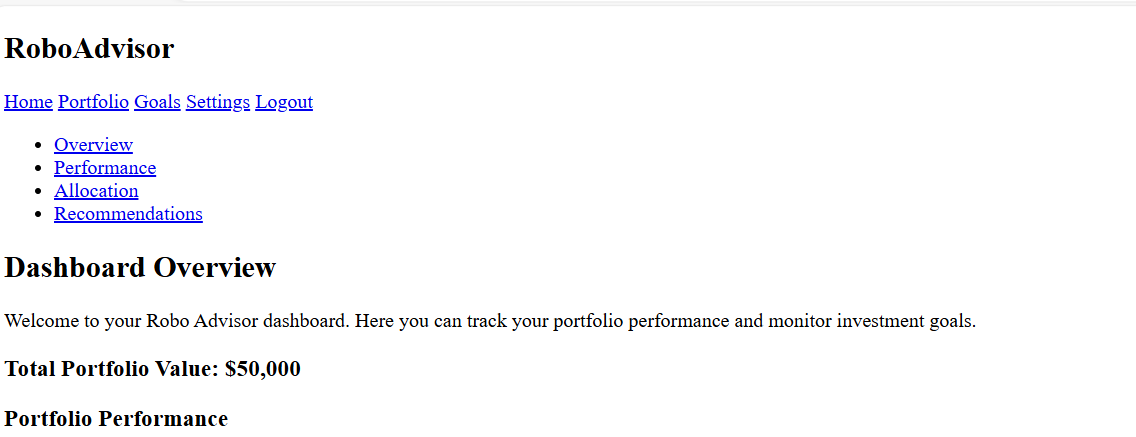 RoboAdvisor
Home Portfolio Goals Settings Logout
Overview
Performance
Allocation
Recommendations
Dashboard Overview
Welcome to your Robo Advisor dashboard. Here you can track your portfolio performance and monitor investment goals.
Total Portfolio Value: $50,000
Portfolio Performance